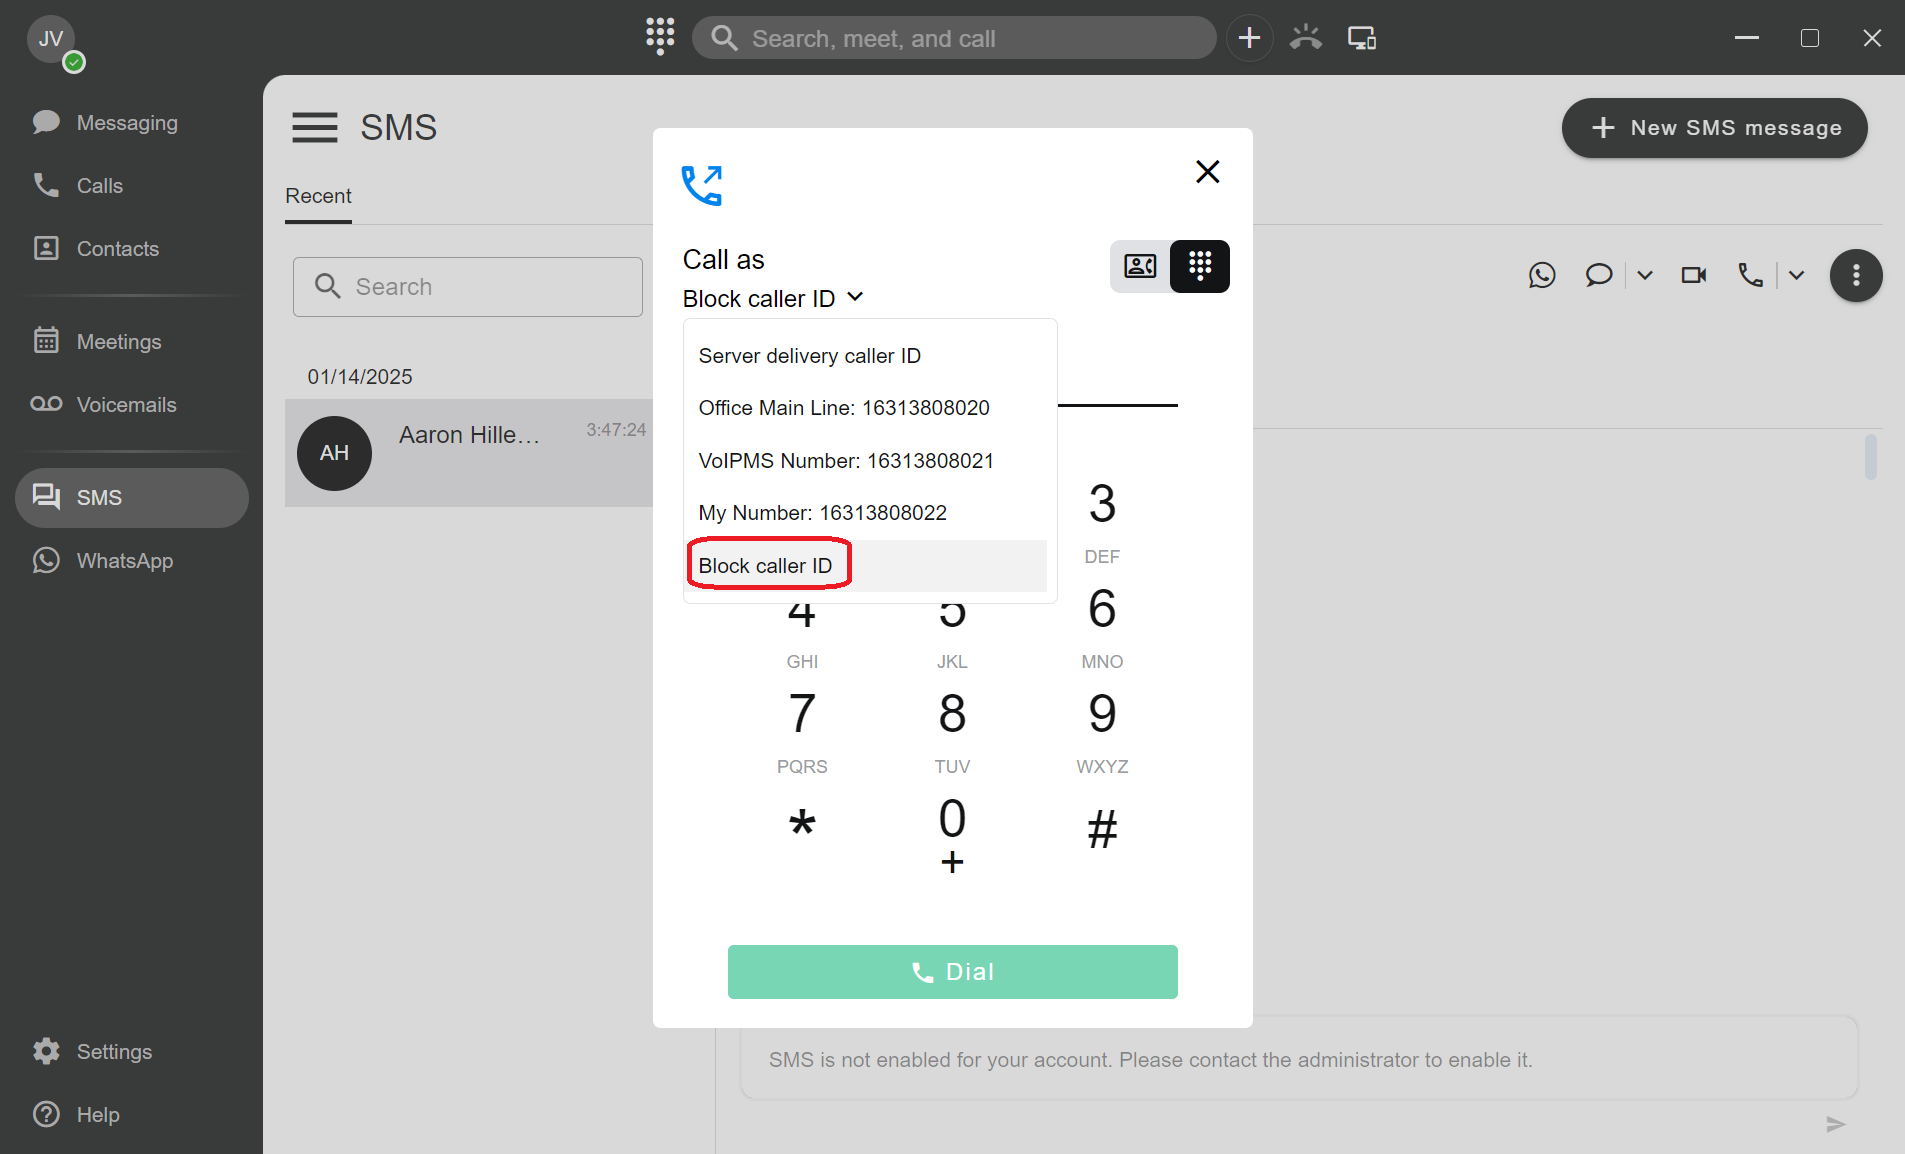 JV
Search, meet, and call
Messaging
Calls
Contacts
Meetings
Voicemails
SMS
WhatsApp
Settings
Help
SMS
New SMS message
Recent
Search
01/14/2025
AH
Aaron Hille...
3:47:24
Call as
Block caller ID
Server delivery caller ID
Office Main Line: 16313808020
VoIPMS Number: 16313808021
My Number: 16313808022
Block caller ID
3
DEF
4 5 6
GHI JKL MNO
7 8 9
PQRS TUV WXYZ
* 0 #
+
Dial
SMS is not enabled for your account. Please contact the administrator to enable it.